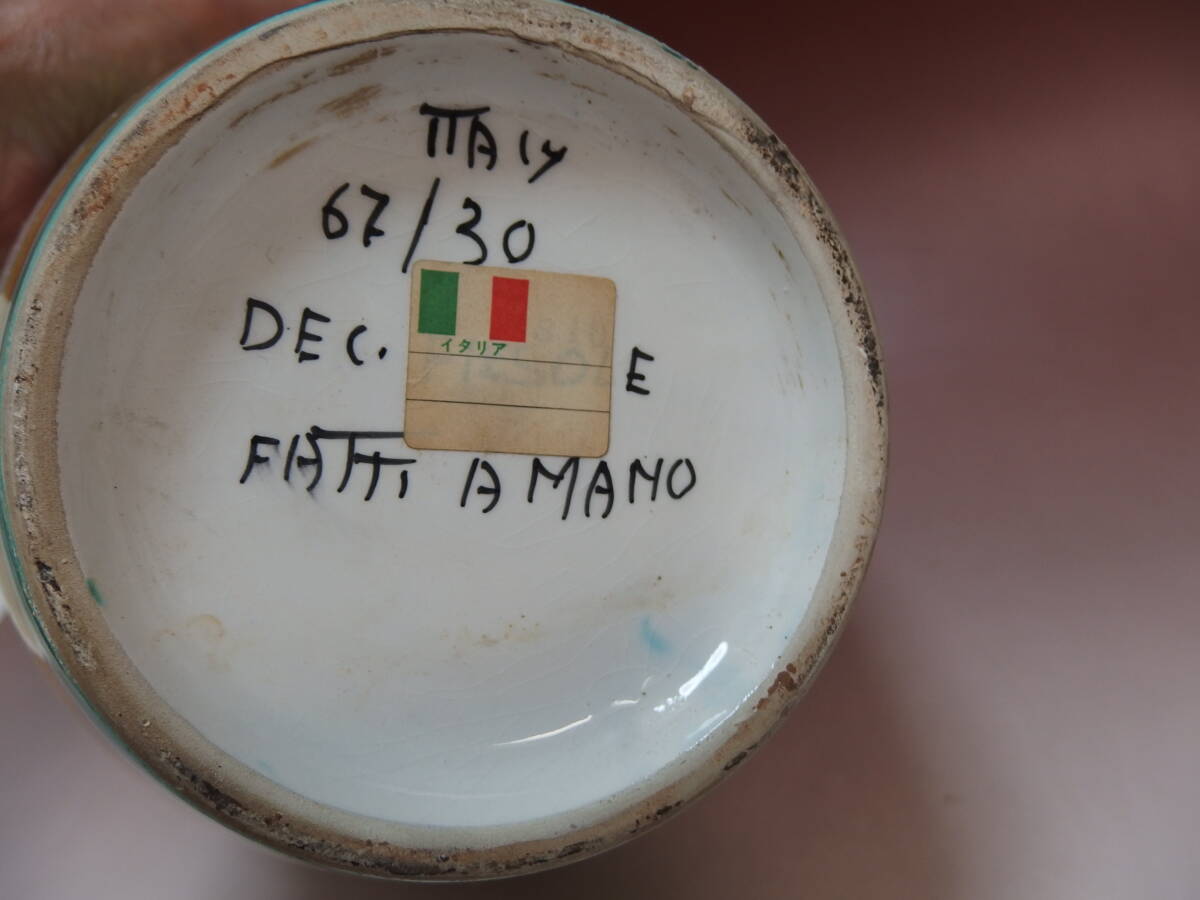 ITALY
67/30
DEC. E
イタリア
FATTI A MANO